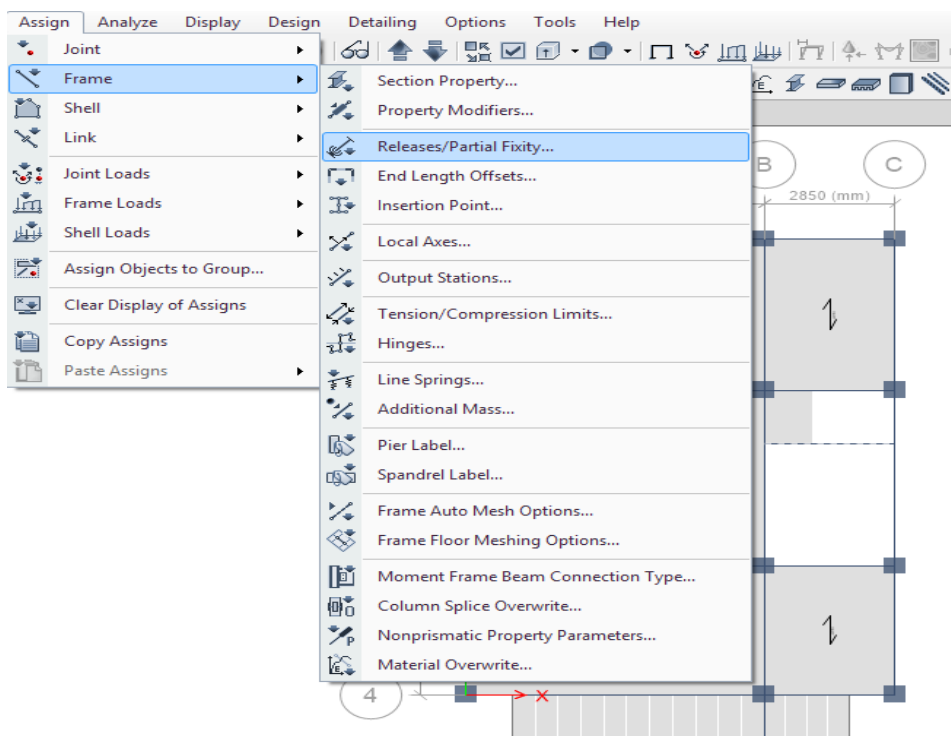 Assign Analyze Display Design Detailing Options Tools Help
Joint
Frame
Shell
Link
Joint Loads
Frame Loads
Shell Loads
Assign Objects to Group...
Clear Display of Assigns
Copy Assigns
Paste Assigns
Section Property...
Property Modifiers...
Releases/Partial Fixity...
End Length Offsets...
Insertion Point...
Local Axes...
Output Stations...
Tension/Compression Limits...
Hinges...
Line Springs...
Additional Mass...
Pier Label...
Spandrel Label...
Frame Auto Mesh Options...
Frame Floor Meshing Options...
Moment Frame Beam Connection Type...
Column Splice Overwrite...
Nonprismatic Property Parameters...
Material Overwrite...
B C
2850 (mm)
4 X